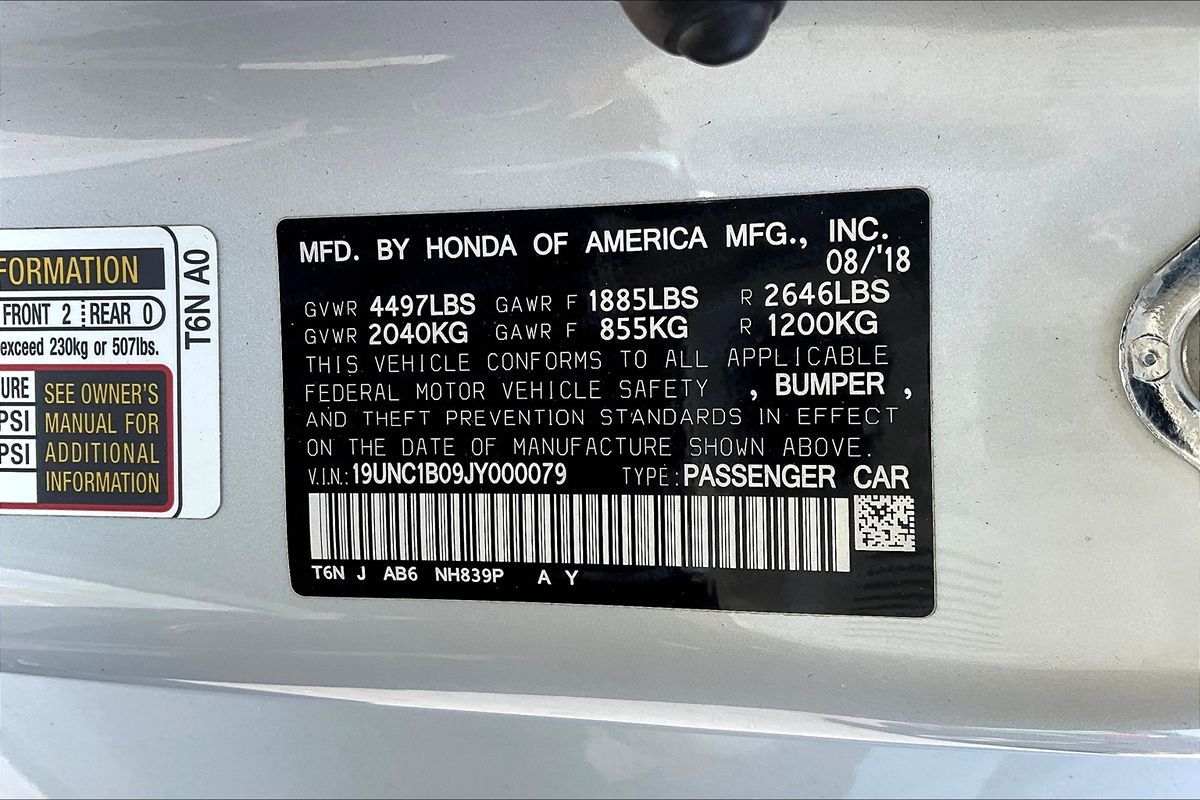 FORMATION
FRONT 2 REAR 0
exceed 230kg or 507lbs.
URE
PSI
PSI
SEE OWNER'S
MANUAL FOR
ADDITIONAL
INFORMATION
T6N A0
MFD. BY HONDA OF AMERICA MFG., INC.
08/'18
GVWR 4497LBS GAWR F 1885LBS R 2646LBS
GVWR 2040KG GAWR F 855KG R 1200KG
THIS VEHICLE CONFORMS TO ALL APPLICABLE
FEDERAL MOTOR VEHICLE SAFETY , BUMPER ,
AND THEFT PREVENTION STANDARDS IN EFFECT
ON THE DATE OF MANUFACTURE SHOWN ABOVE.
V.I.N.: 19UNC1B09JY000079 TYPE: PASSENGER CAR
T6N J AB6 NH839P A Y